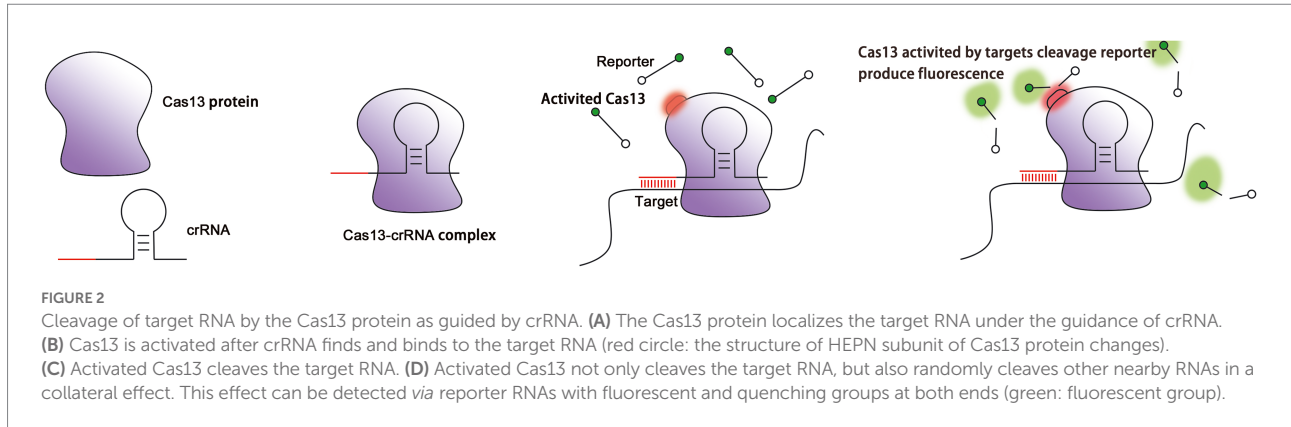 Cas13 protein
crRNA
Cas13-crRNA complex
Reporter
Activited Cas13
Target
Cas13 activited by targets cleavage reporter
produce fluorescence
FIGURE 2
Cleavage of target RNA by the Cas13 protein as guided by crRNA. (A) The Cas13 protein localizes the target RNA under the guidance of crRNA.
(B) Cas13 is activated after crRNA finds and binds to the target RNA (red circle: the structure of HEPN subunit of Cas13 protein changes).
(C) Activated Cas13 cleaves the target RNA. (D) Activated Cas13 not only cleaves the target RNA, but also randomly cleaves other nearby RNAs in a
collateral effect. This effect can be detected via reporter RNAs with fluorescent and quenching groups at both ends (green: fluorescent group).